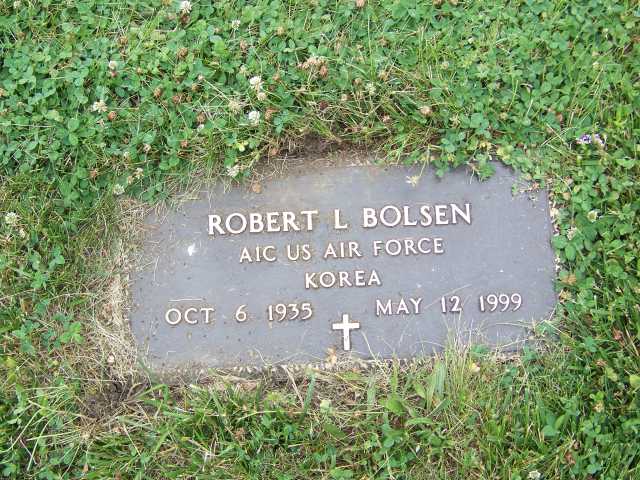 ROBERT L BOLSEN
A1C US AIR FORCE
KOREA
OCT 6 1935 MAY 12 1999